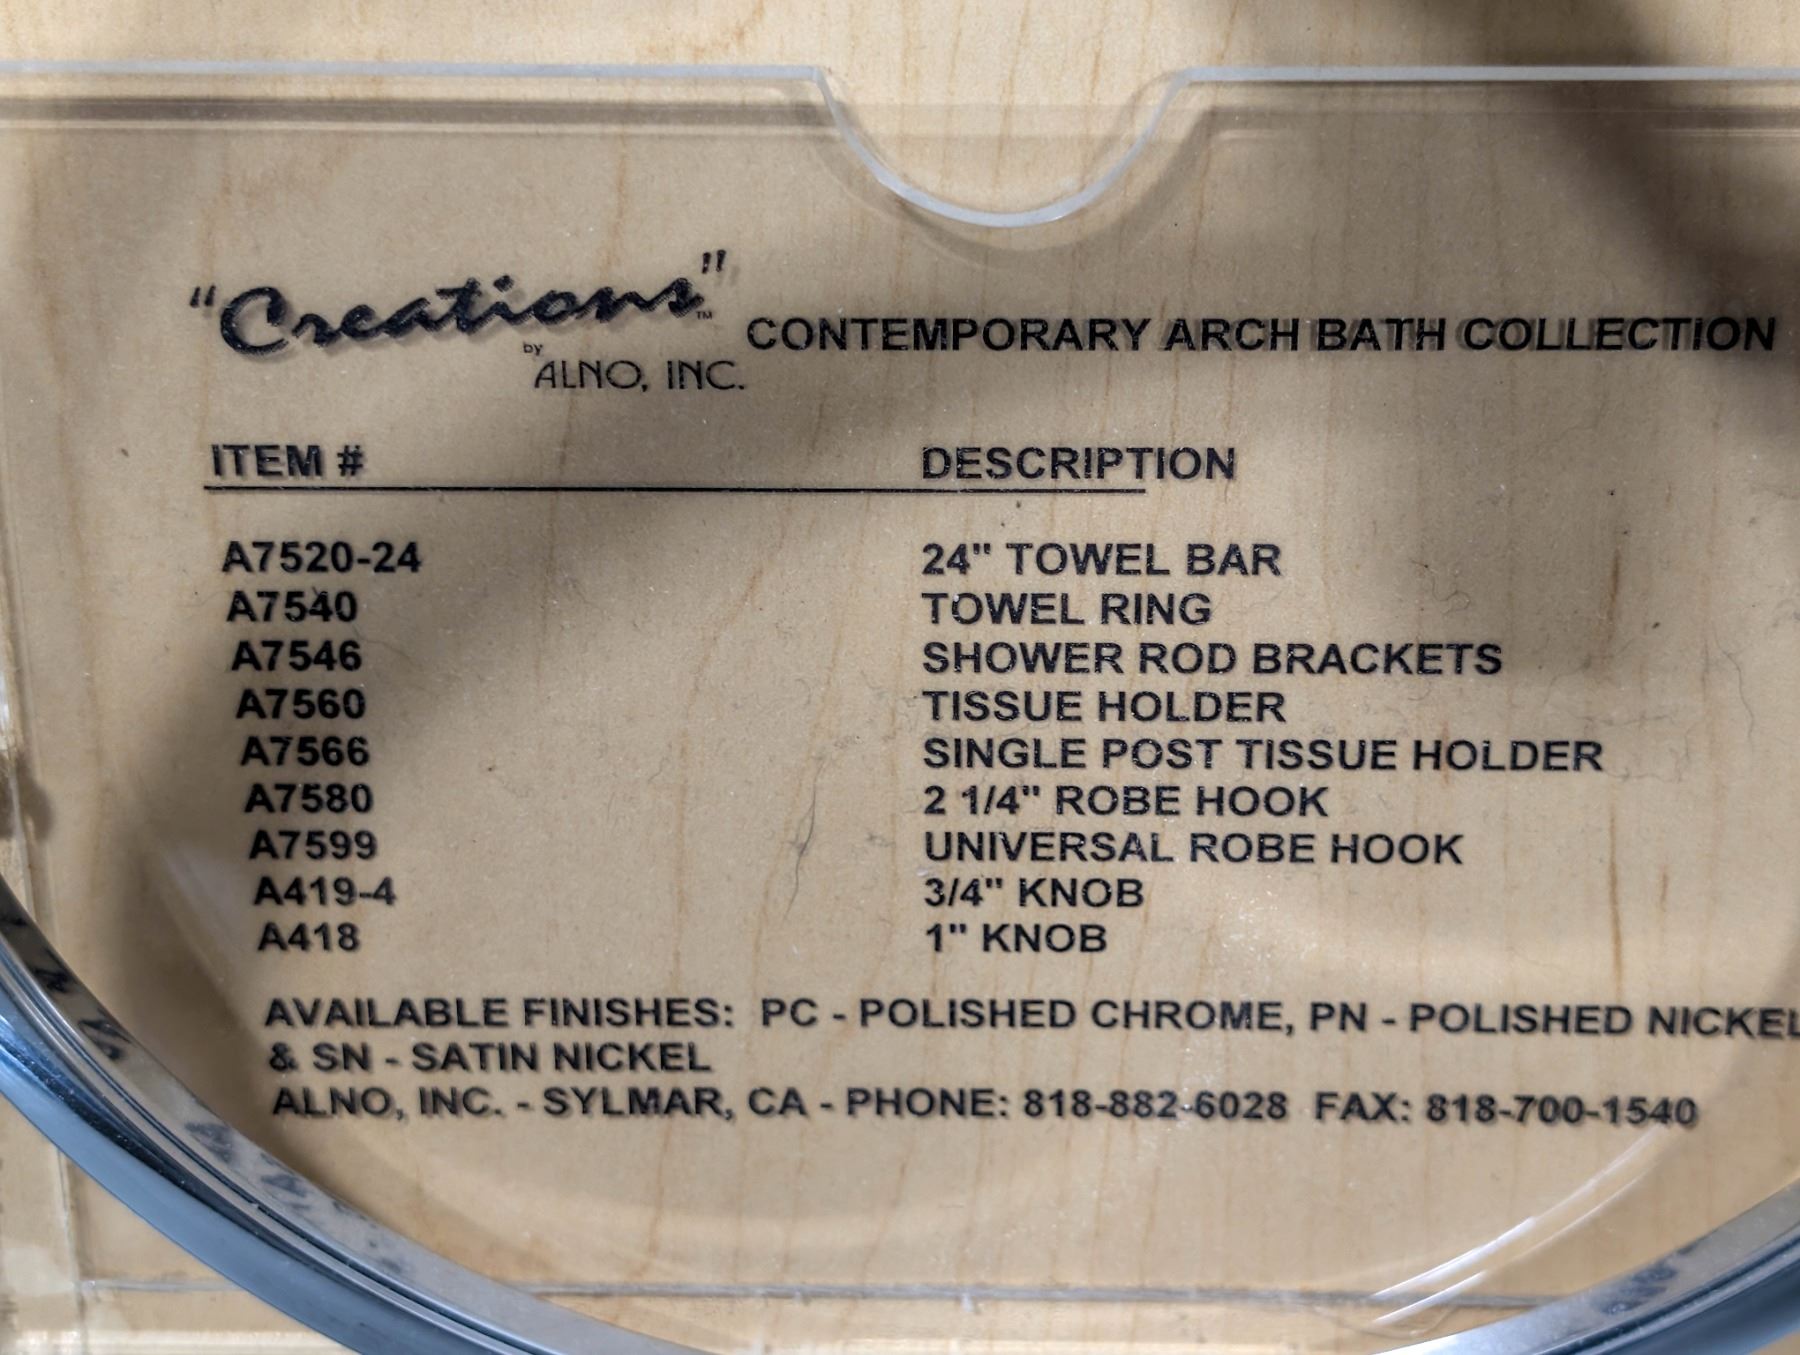 "Creations"™ CONTEMPORARY ARCH BATH COLLECTION
by
ALNO, INC.
ITEM # DESCRIPTION
A7520-24 24" TOWEL BAR
A7540 TOWEL RING
A7546 SHOWER ROD BRACKETS
A7560 TISSUE HOLDER
A7566 SINGLE POST TISSUE HOLDER
A7580 2 1/4" ROBE HOOK
A7599 UNIVERSAL ROBE HOOK
A419-4 3/4" KNOB
A418 1" KNOB
AVAILABLE FINISHES: PC - POLISHED CHROME, PN - POLISHED NICKEL
& SN - SATIN NICKEL
ALNO, INC. - SYLMAR, CA - PHONE: 818-882-6028 FAX: 818-700-1540